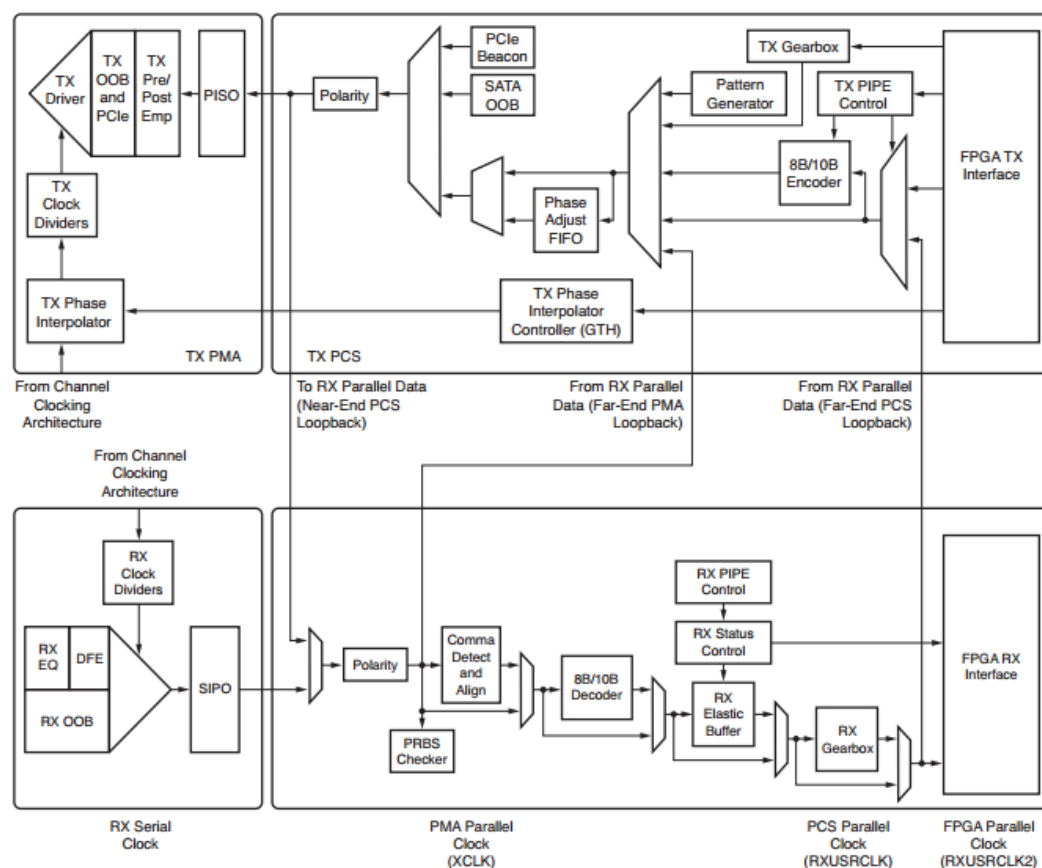 TX
Driver
TX
OOB
and
PCIe
TX
Pre/
Post
Emp
PISO
TX
Clock
Dividers
TX Phase
Interpolator
TX PMA
Polarity
PCIe
Beacon
SATA
OOB
Phase
Adjust
FIFO
TX Phase
Interpolator
Controller (GTH)
TX PCS
TX Gearbox
Pattern
Generator
TX PIPE
Control
8B/10B
Encoder
FPGA TX
Interface
From Channel
Clocking
Architecture
To RX Parallel Data
(Near-End PCS
Loopback)
From RX Parallel
Data (Far-End PMA
Loopback)
From RX Parallel
Data (Far-End PCS
Loopback)
From Channel
Clocking
Architecture
RX
Clock
Dividers
RX
EQ
DFE
RX OOB
SIPO
Polarity
Comma
Detect
and
Align
PRBS
Checker
8B/10B
Decoder
RX PIPE
Control
RX Status
Control
RX
Elastic
Buffer
RX
Gearbox
FPGA RX
Interface
RX Serial
Clock
PMA Parallel
Clock
(XCLK)
PCS Parallel
Clock
(RXUSRCLK)
FPGA Parallel
Clock
(RXUSRCLK2)